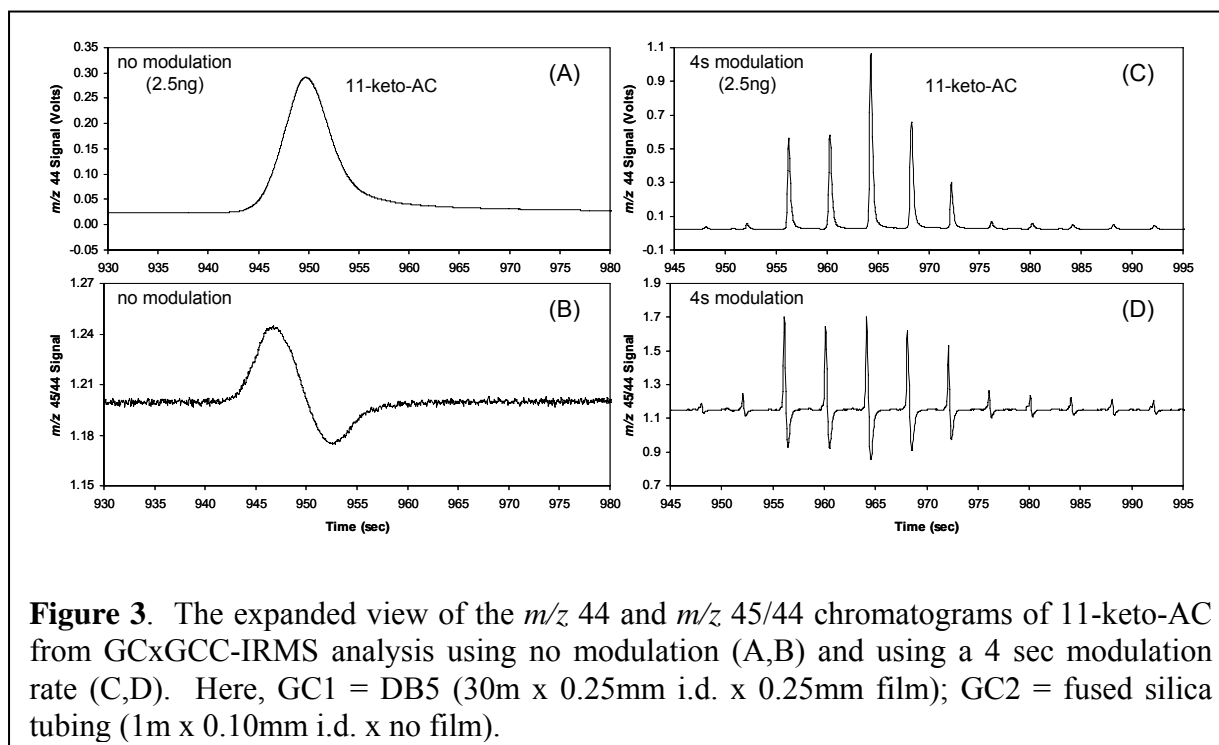 no modulation
(2.5ng)
11-keto-AC
(A)
m/z 44 Signal (Volts)
0.35
0.30
0.25
0.20
0.15
0.10
0.05
0.00
-0.05
930 935 940 945 950 955 960 965 970 975 980
4s modulation
(2.5ng)
11-keto-AC
(C)
m/z 44 Signal (Volts)
1.1
0.9
0.7
0.5
0.3
0.1
-0.1
945 950 955 960 965 970 975 980 985 990 995
no modulation
(B)
m/z 45/44 Signal
1.27
1.24
1.21
1.18
1.15
930 935 940 945 950 955 960 965 970 975 980
Time (sec)
4s modulation
(D)
m/z 45/44 Signal
1.9
1.7
1.5
1.3
1.1
0.9
0.7
945 950 955 960 965 970 975 980 985 990 995
Time (sec)
Figure 3. The expanded view of the m/z 44 and m/z 45/44 chromatograms of 11-keto-AC
from GCxGCC-IRMS analysis using no modulation (A,B) and using a 4 sec modulation
rate (C,D). Here, GC1 = DB5 (30m x 0.25mm i.d. x 0.25mm film); GC2 = fused silica
tubing (1m x 0.10mm i.d. x no film).